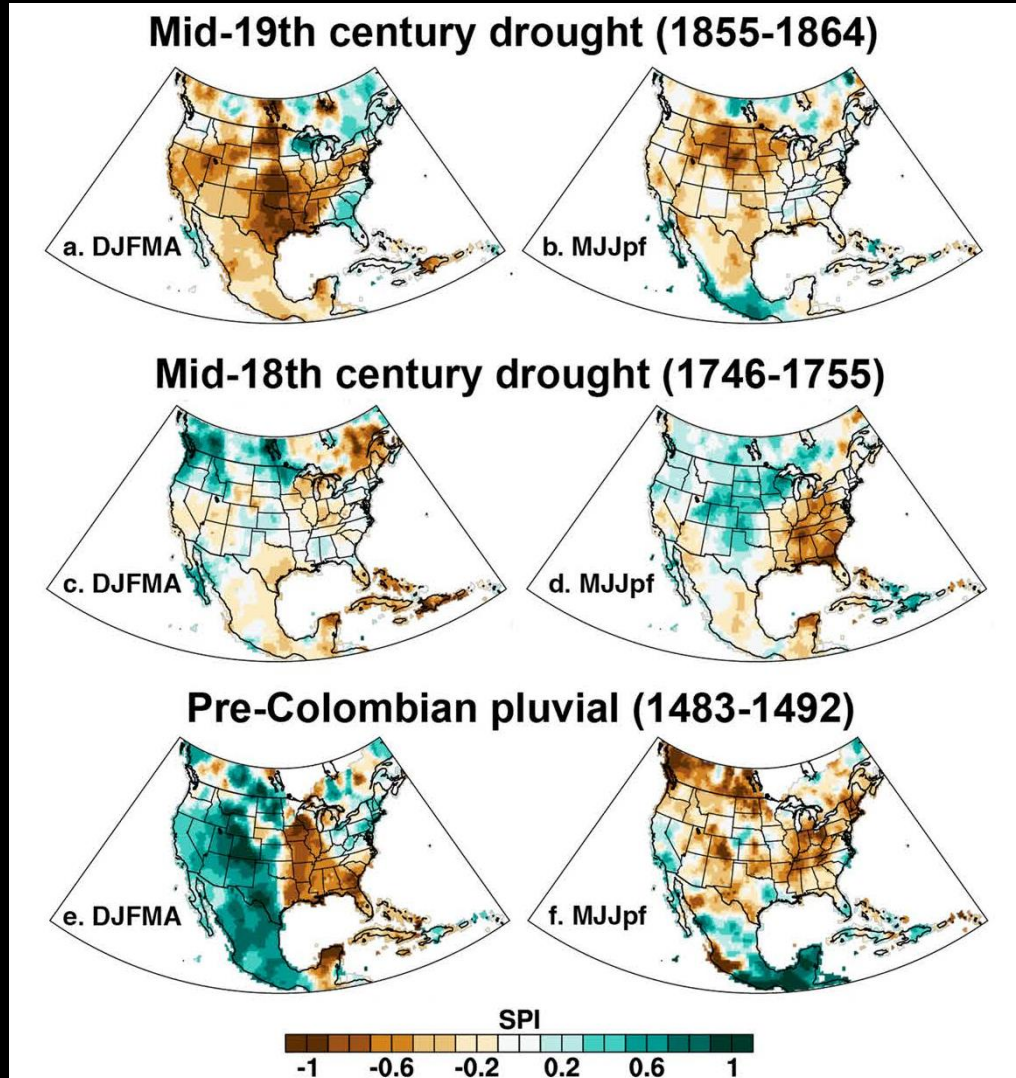 Mid-19th century drought (1855-1864)
a. DJFMA
b. MJJpf
Mid-18th century drought (1746-1755)
c. DJFMA
d. MJJpf
Pre-Colombian pluvial (1483-1492)
e. DJFMA
f. MJJpf
SPI
-1 -0.6 -0.2 0.2 0.6 1